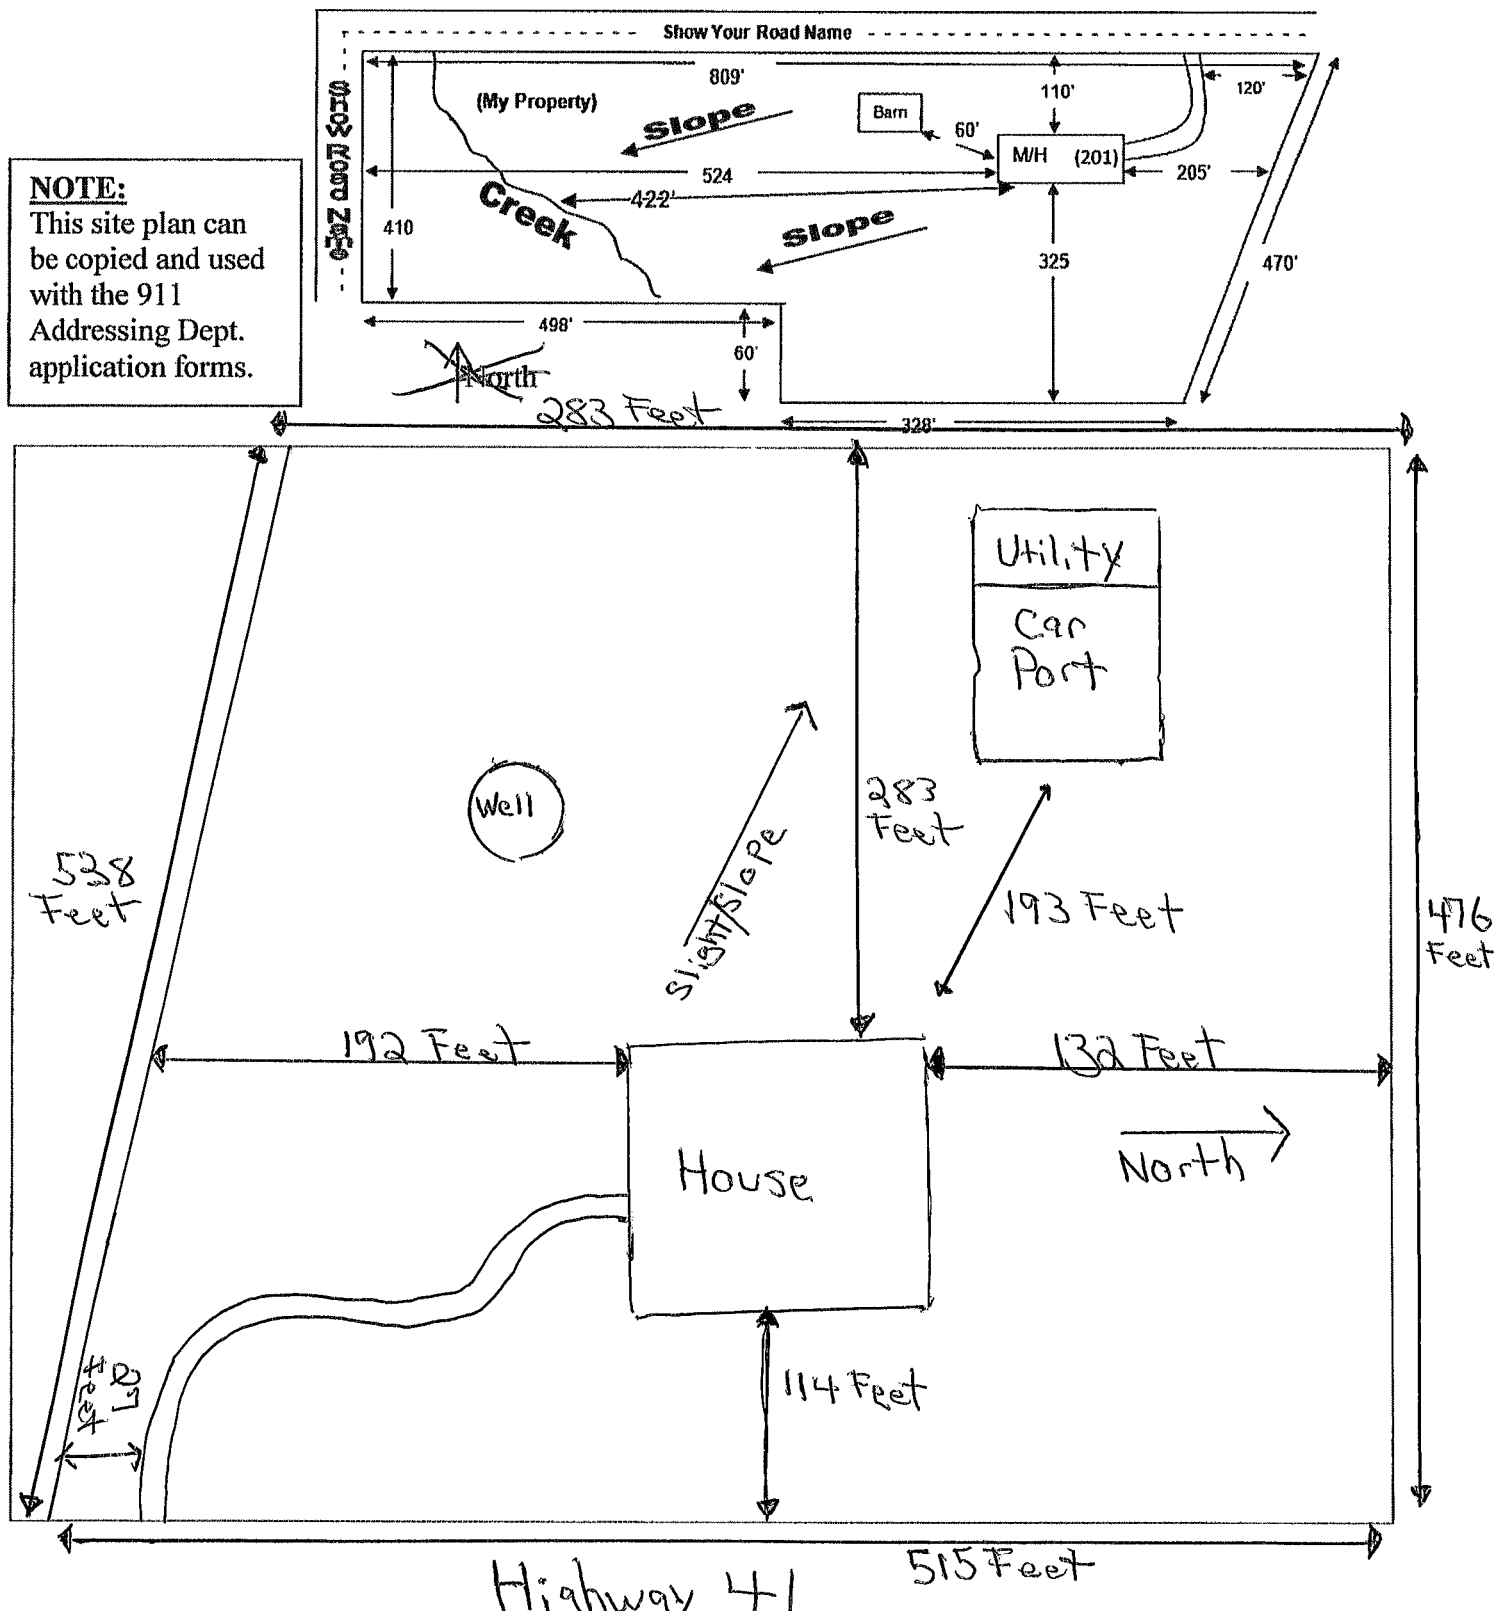 Show Your Road Name
Show Road Name
809'
(My Property)
Slope
Barn
60'
110'
120'
M/H (201)
205'
524
422'
Creek
410
Slope
325
470'
498'
60'
North
328'
NOTE:
This site plan can
be copied and used
with the 911
Addressing Dept.
application forms.
283 Feet
Utility
Car
Port
Well
283
Feet
Slight Slope
193 Feet
538
Feet
476
Feet
192 Feet
132 Feet
North
House
114 Feet
Feet
515 Feet
Highway 41